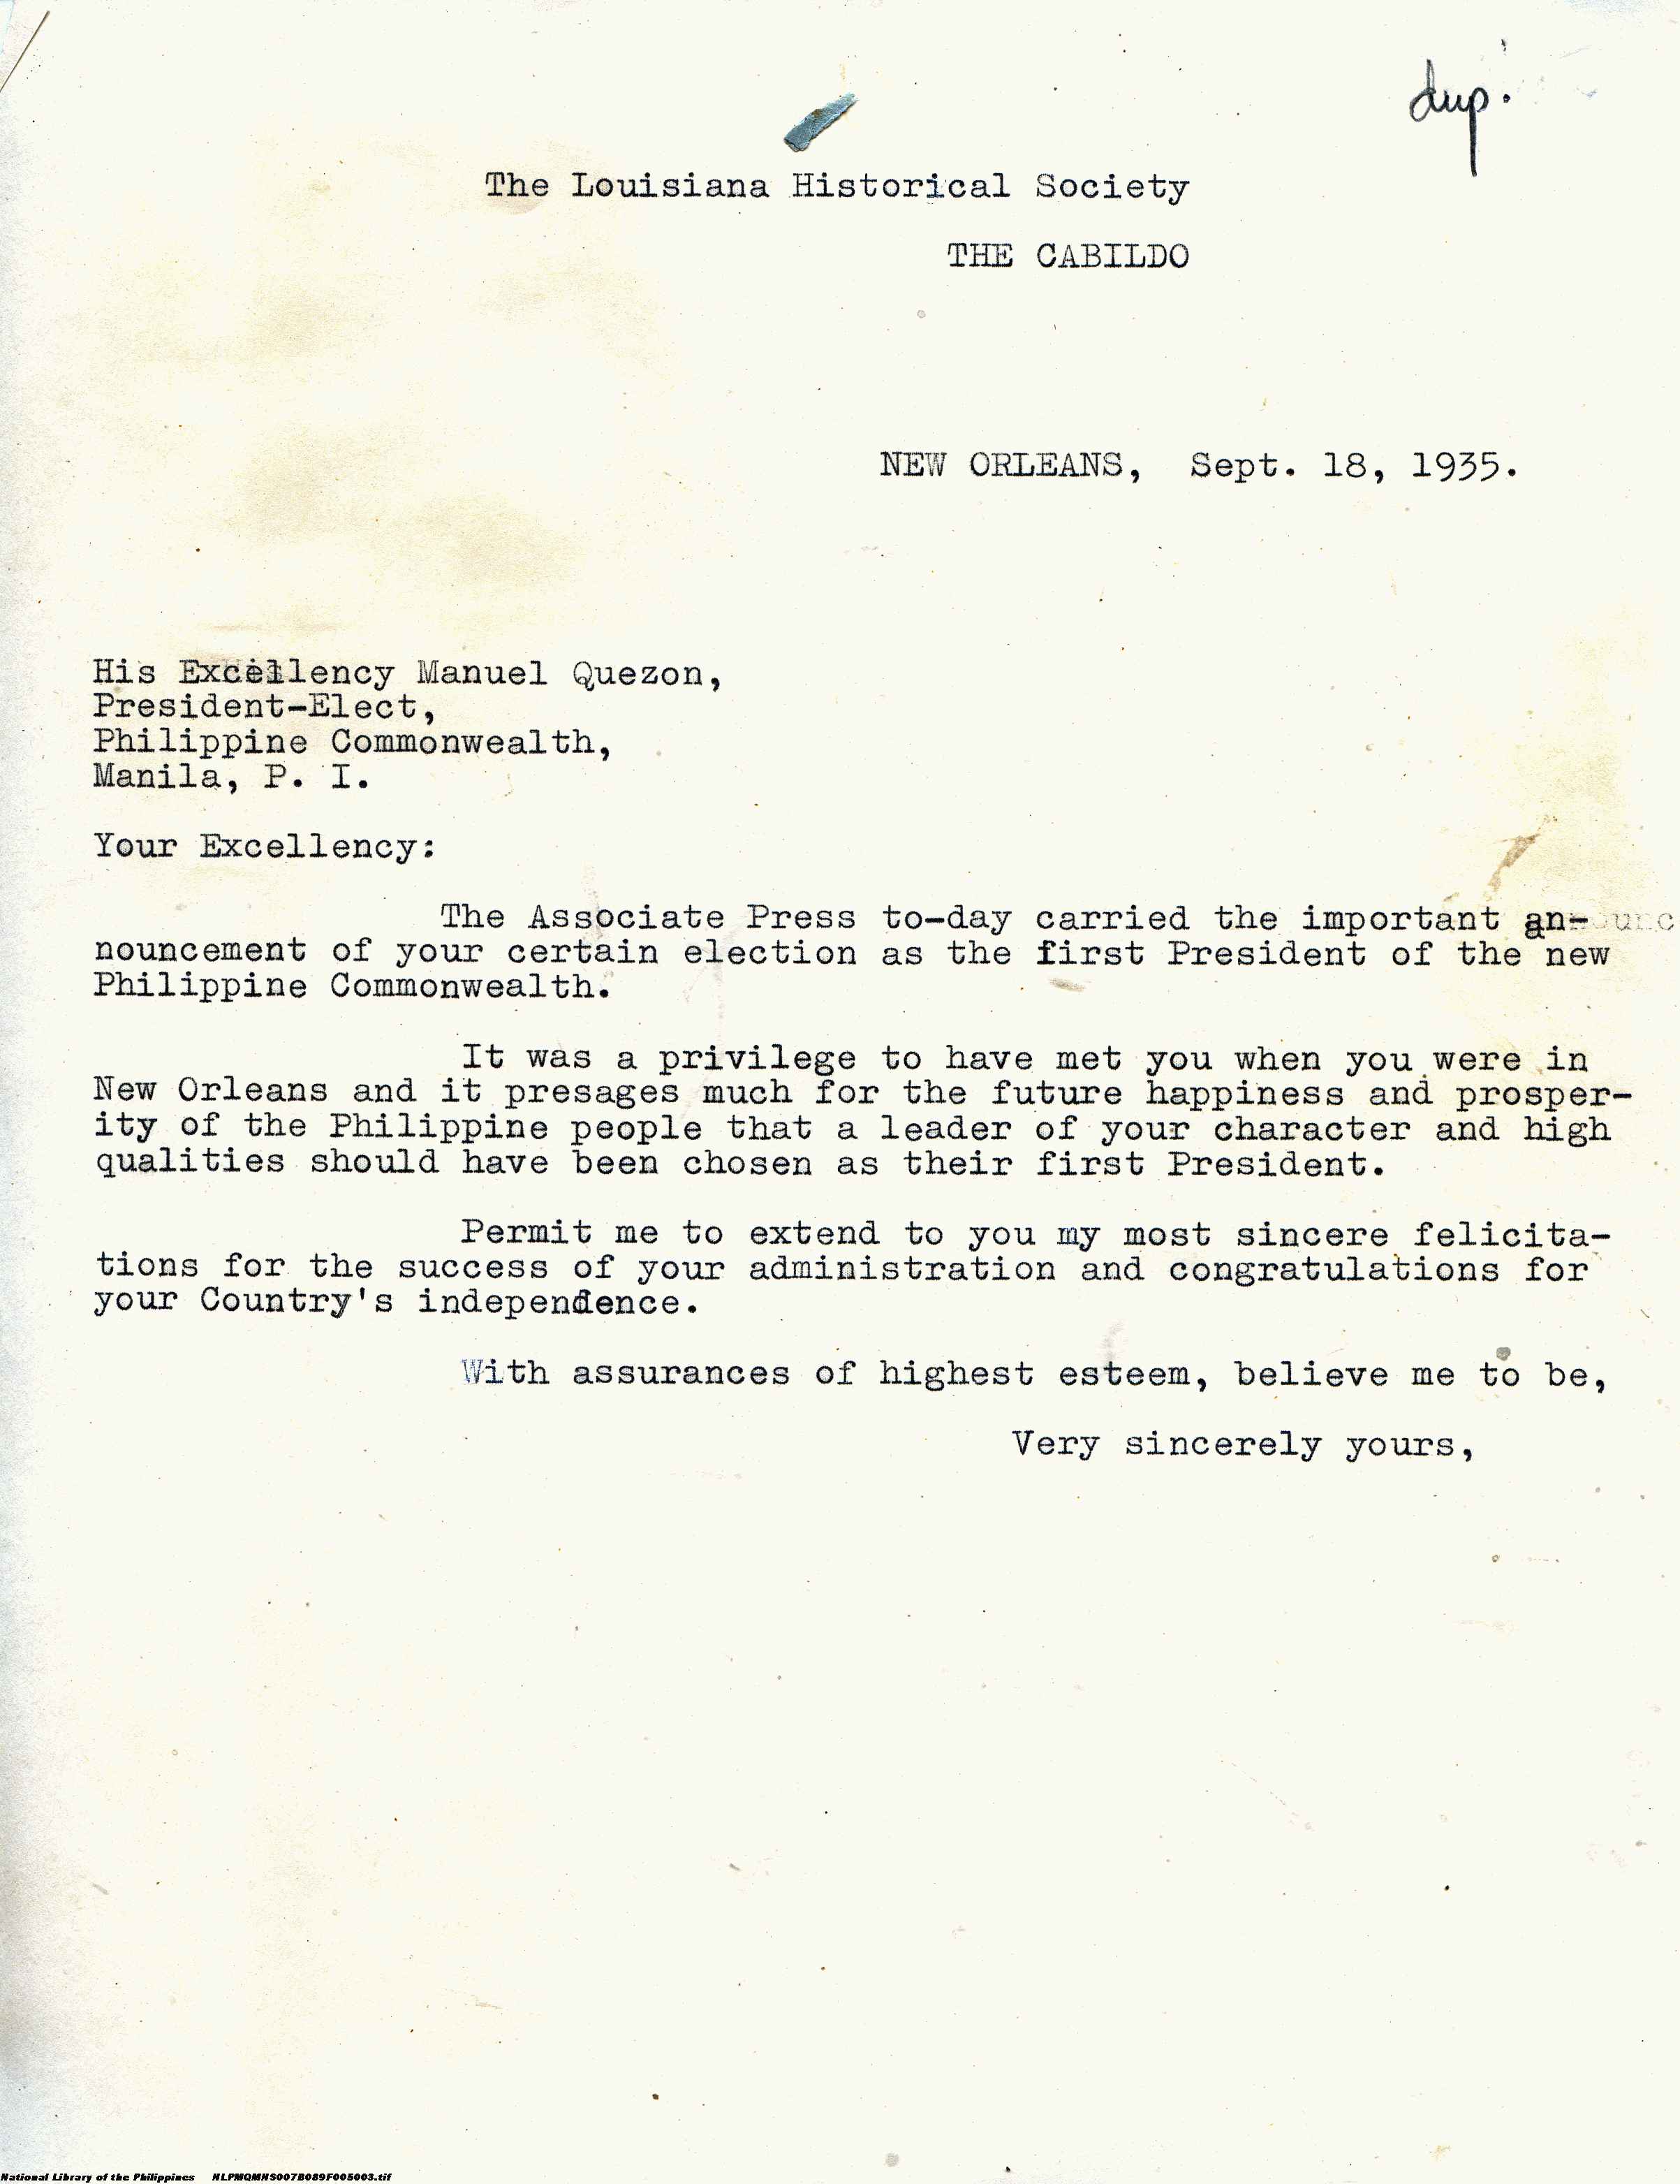 dup.
The Louisiana Historical Society
THE CABILDO
NEW ORLEANS, Sept. 18, 1935.
His Excellency Manuel Quezon,
President-Elect,
Philippine Commonwealth,
Manila, P. I.
Your Excellency:
The Associate Press to-day carried the important an-
nouncement of your certain election as the first President of the new
Philippine Commonwealth.
It was a privilege to have met you when you were in
New Orleans and it presages much for the future happiness and prosper-
ity of the Philippine people that a leader of your character and high
qualities should have been chosen as their first President.
Permit me to extend to you my most sincere felicita-
tions for the success of your administration and congratulations for
your Country's independence.
With assurances of highest esteem, believe me to be,
Very sincerely yours,
National Library of the Philippines NLPMQMNS007B089F005003.tif